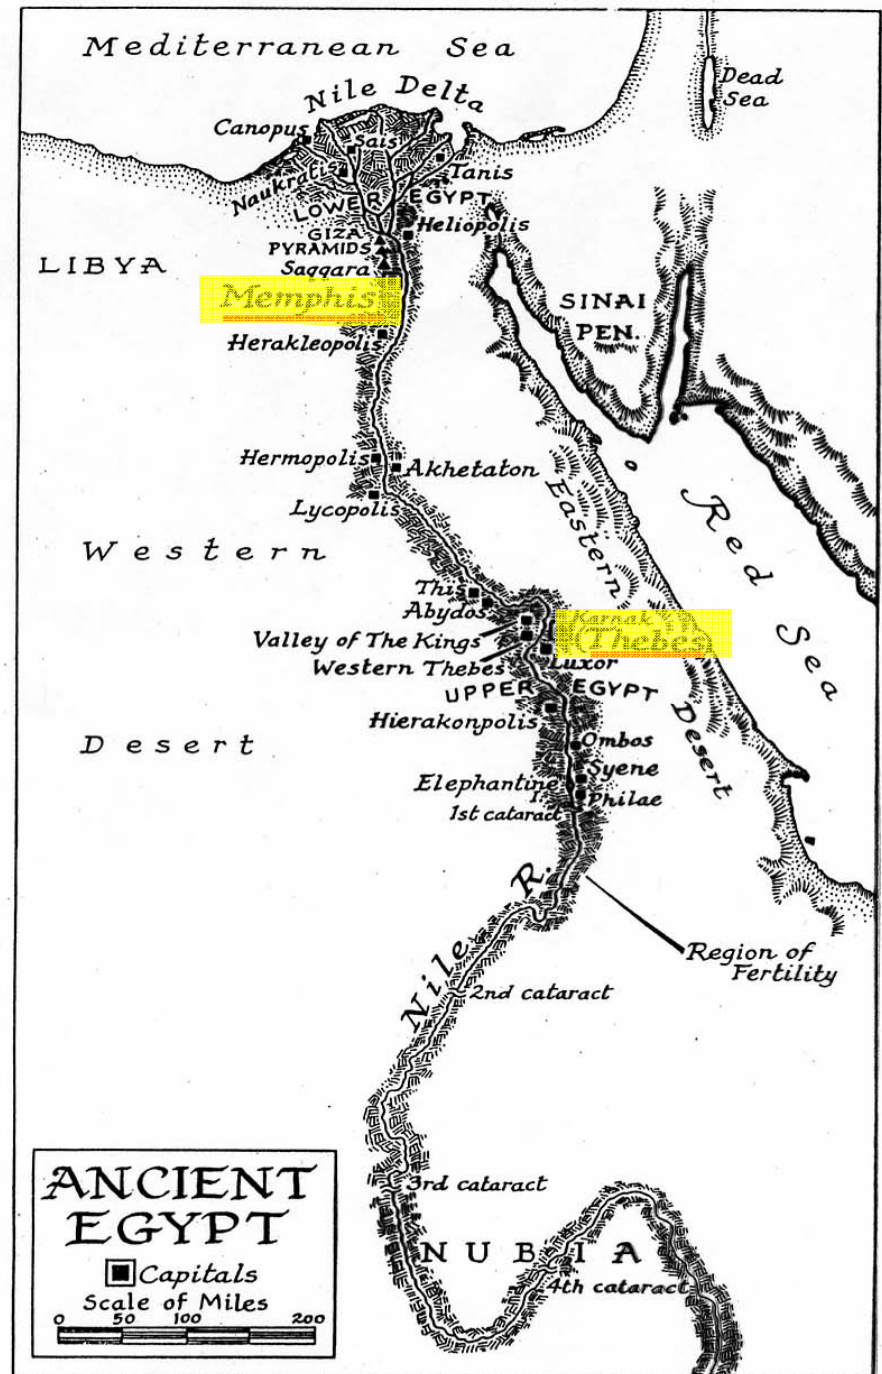 Mediterranean Sea
Nile Delta
Dead
Sea
Canopus
Sais
Naukratis
Tanis
LOWER EGYPT
GIZA
PYRAMIDS
Heliopolis
LIBYA
Saqqara
Memphis
SINAI
PEN.
Herakleopolis
Hermopolis
Akhetaton
Lycopolis
Eastern Desert
Red Sea
Western
Desert
This
Abydos
Karnak
Valley of The Kings
(Thebes)
Western Thebes
Luxor
UPPER EGYPT
Hierakonpolis
Ombos
Syene
Elephantine
I.
Philae
1st cataract
Nile R.
Region of
Fertility
2nd cataract
3rd cataract
NUBIA
4th cataract
ANCIENT
EGYPT
Capitals
Scale of Miles
0 50 100 200